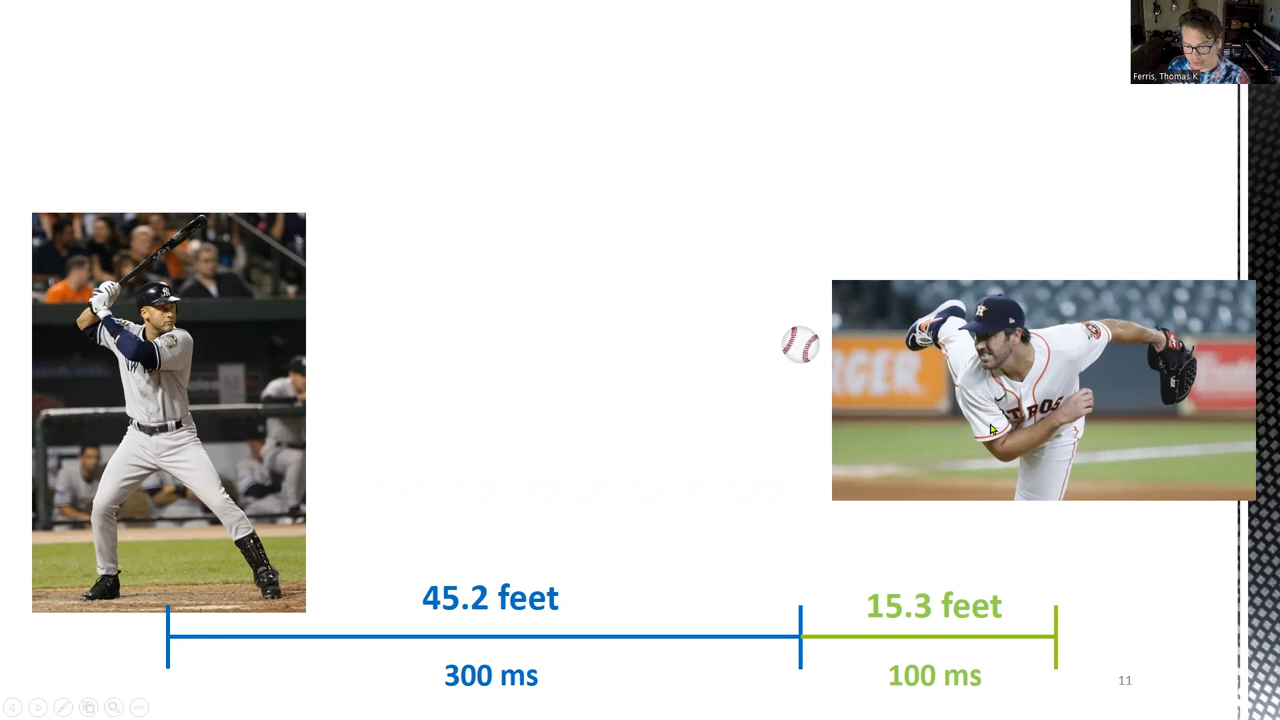 Ferris, Thomas K
45.2 feet
15.3 feet
300 ms
100 ms
11